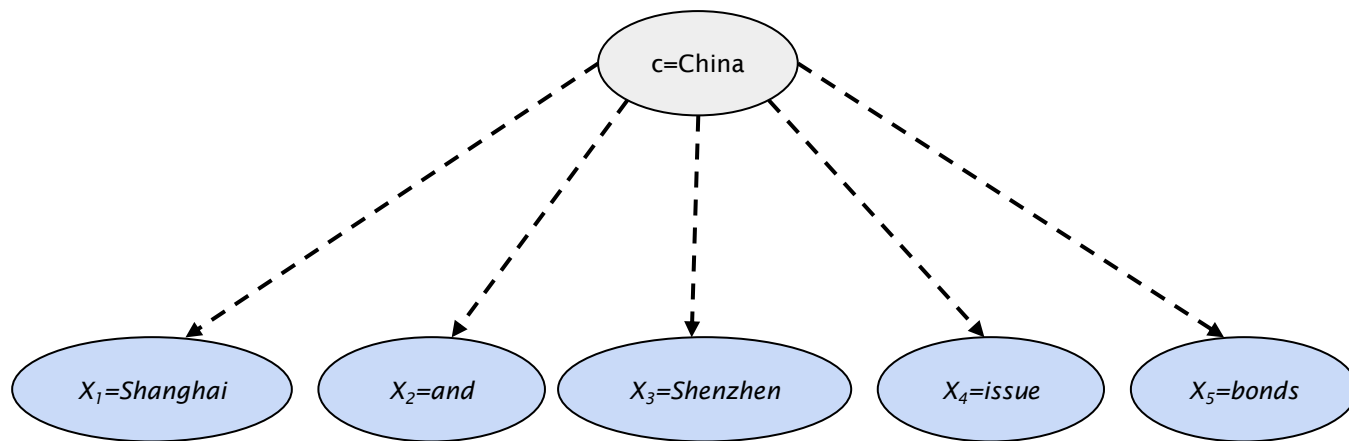 c=China
X₁=Shanghai
X₂=and
X₃=Shenzhen
X₄=issue
X₅=bonds